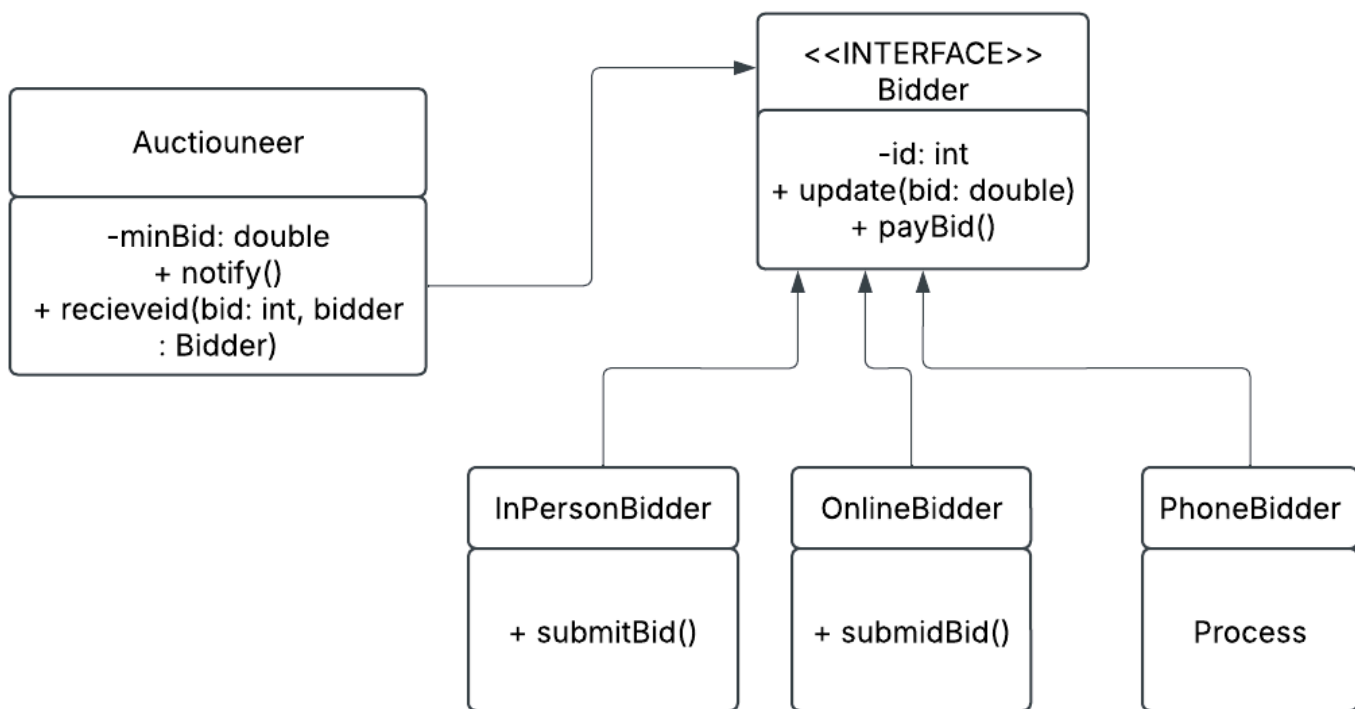 <<INTERFACE>>
Bidder
-id: int
+ update(bid: double)
+ payBid()
Auctiouneer
-minBid: double
+ notify()
+ recieveid(bid: int, bidder
: Bidder)
InPersonBidder
+ submitBid()
OnlineBidder
+ submidBid()
PhoneBidder
Process